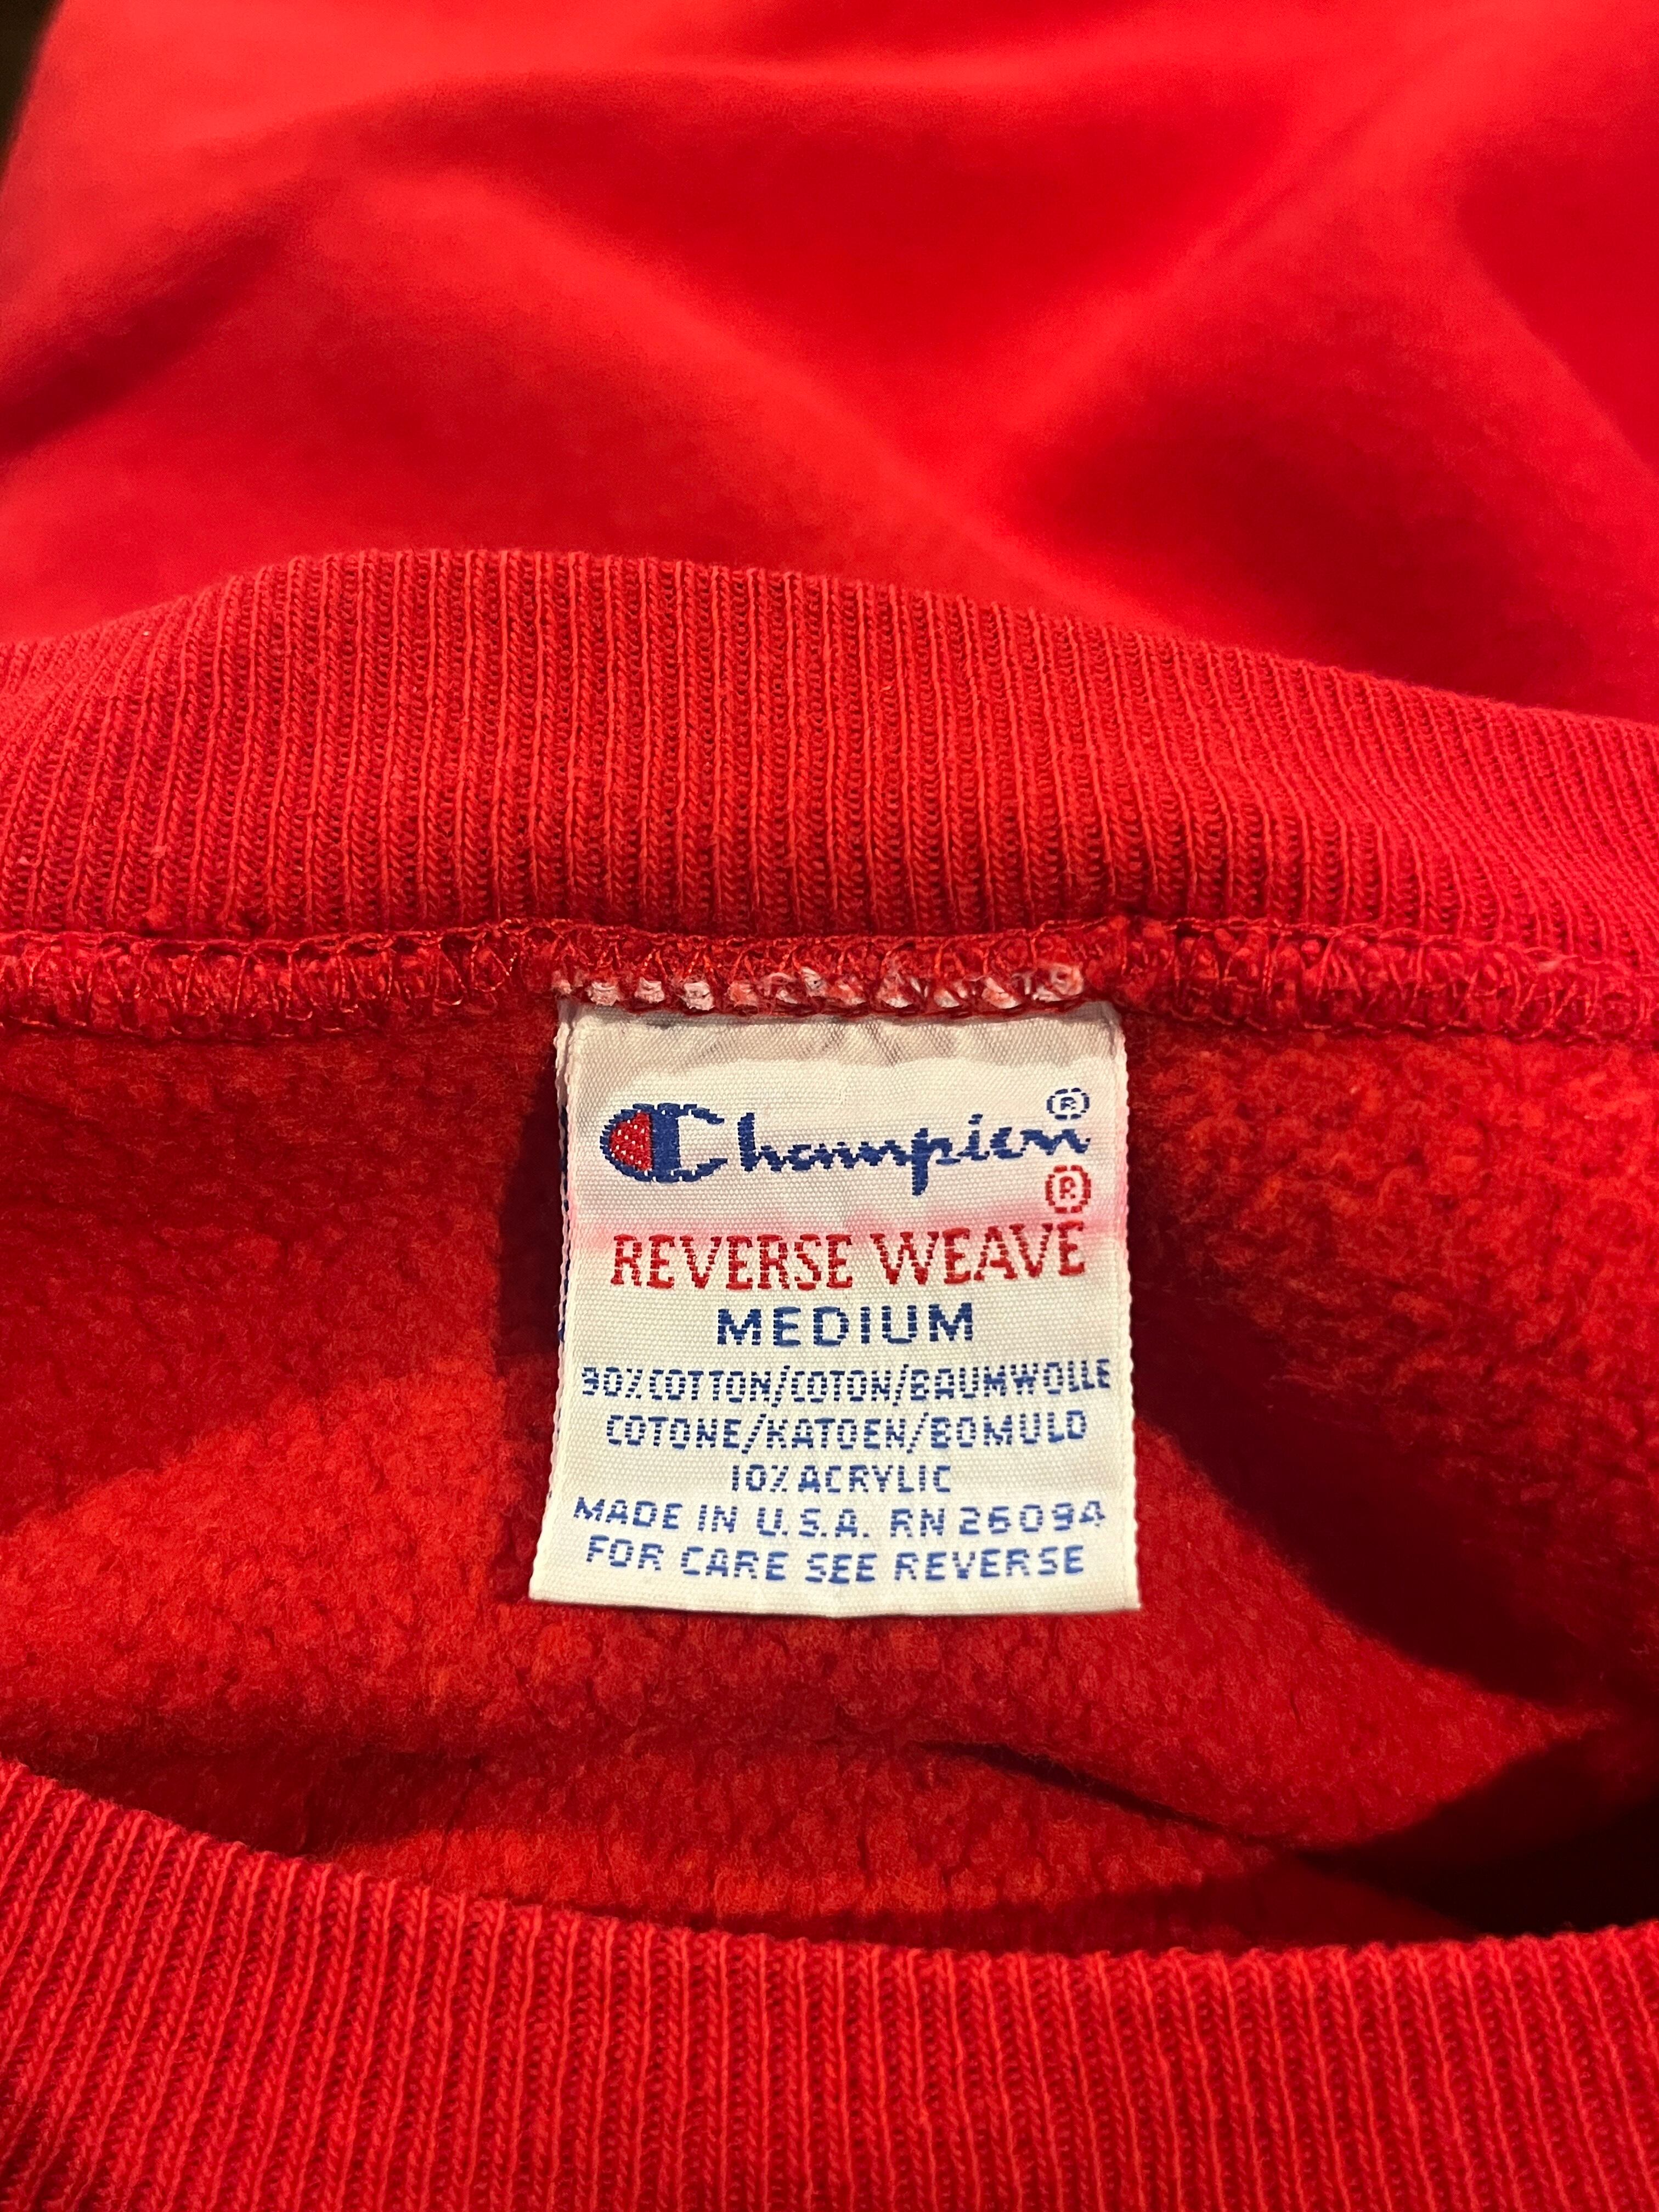 Champion®
®
REVERSE WEAVE
MEDIUM
90% COTTON/COTON/BAUMWOLLE
COTONE/KATOEN/BOMULD
10% ACRYLIC
MADE IN U.S.A. RN 26094
FOR CARE SEE REVERSE